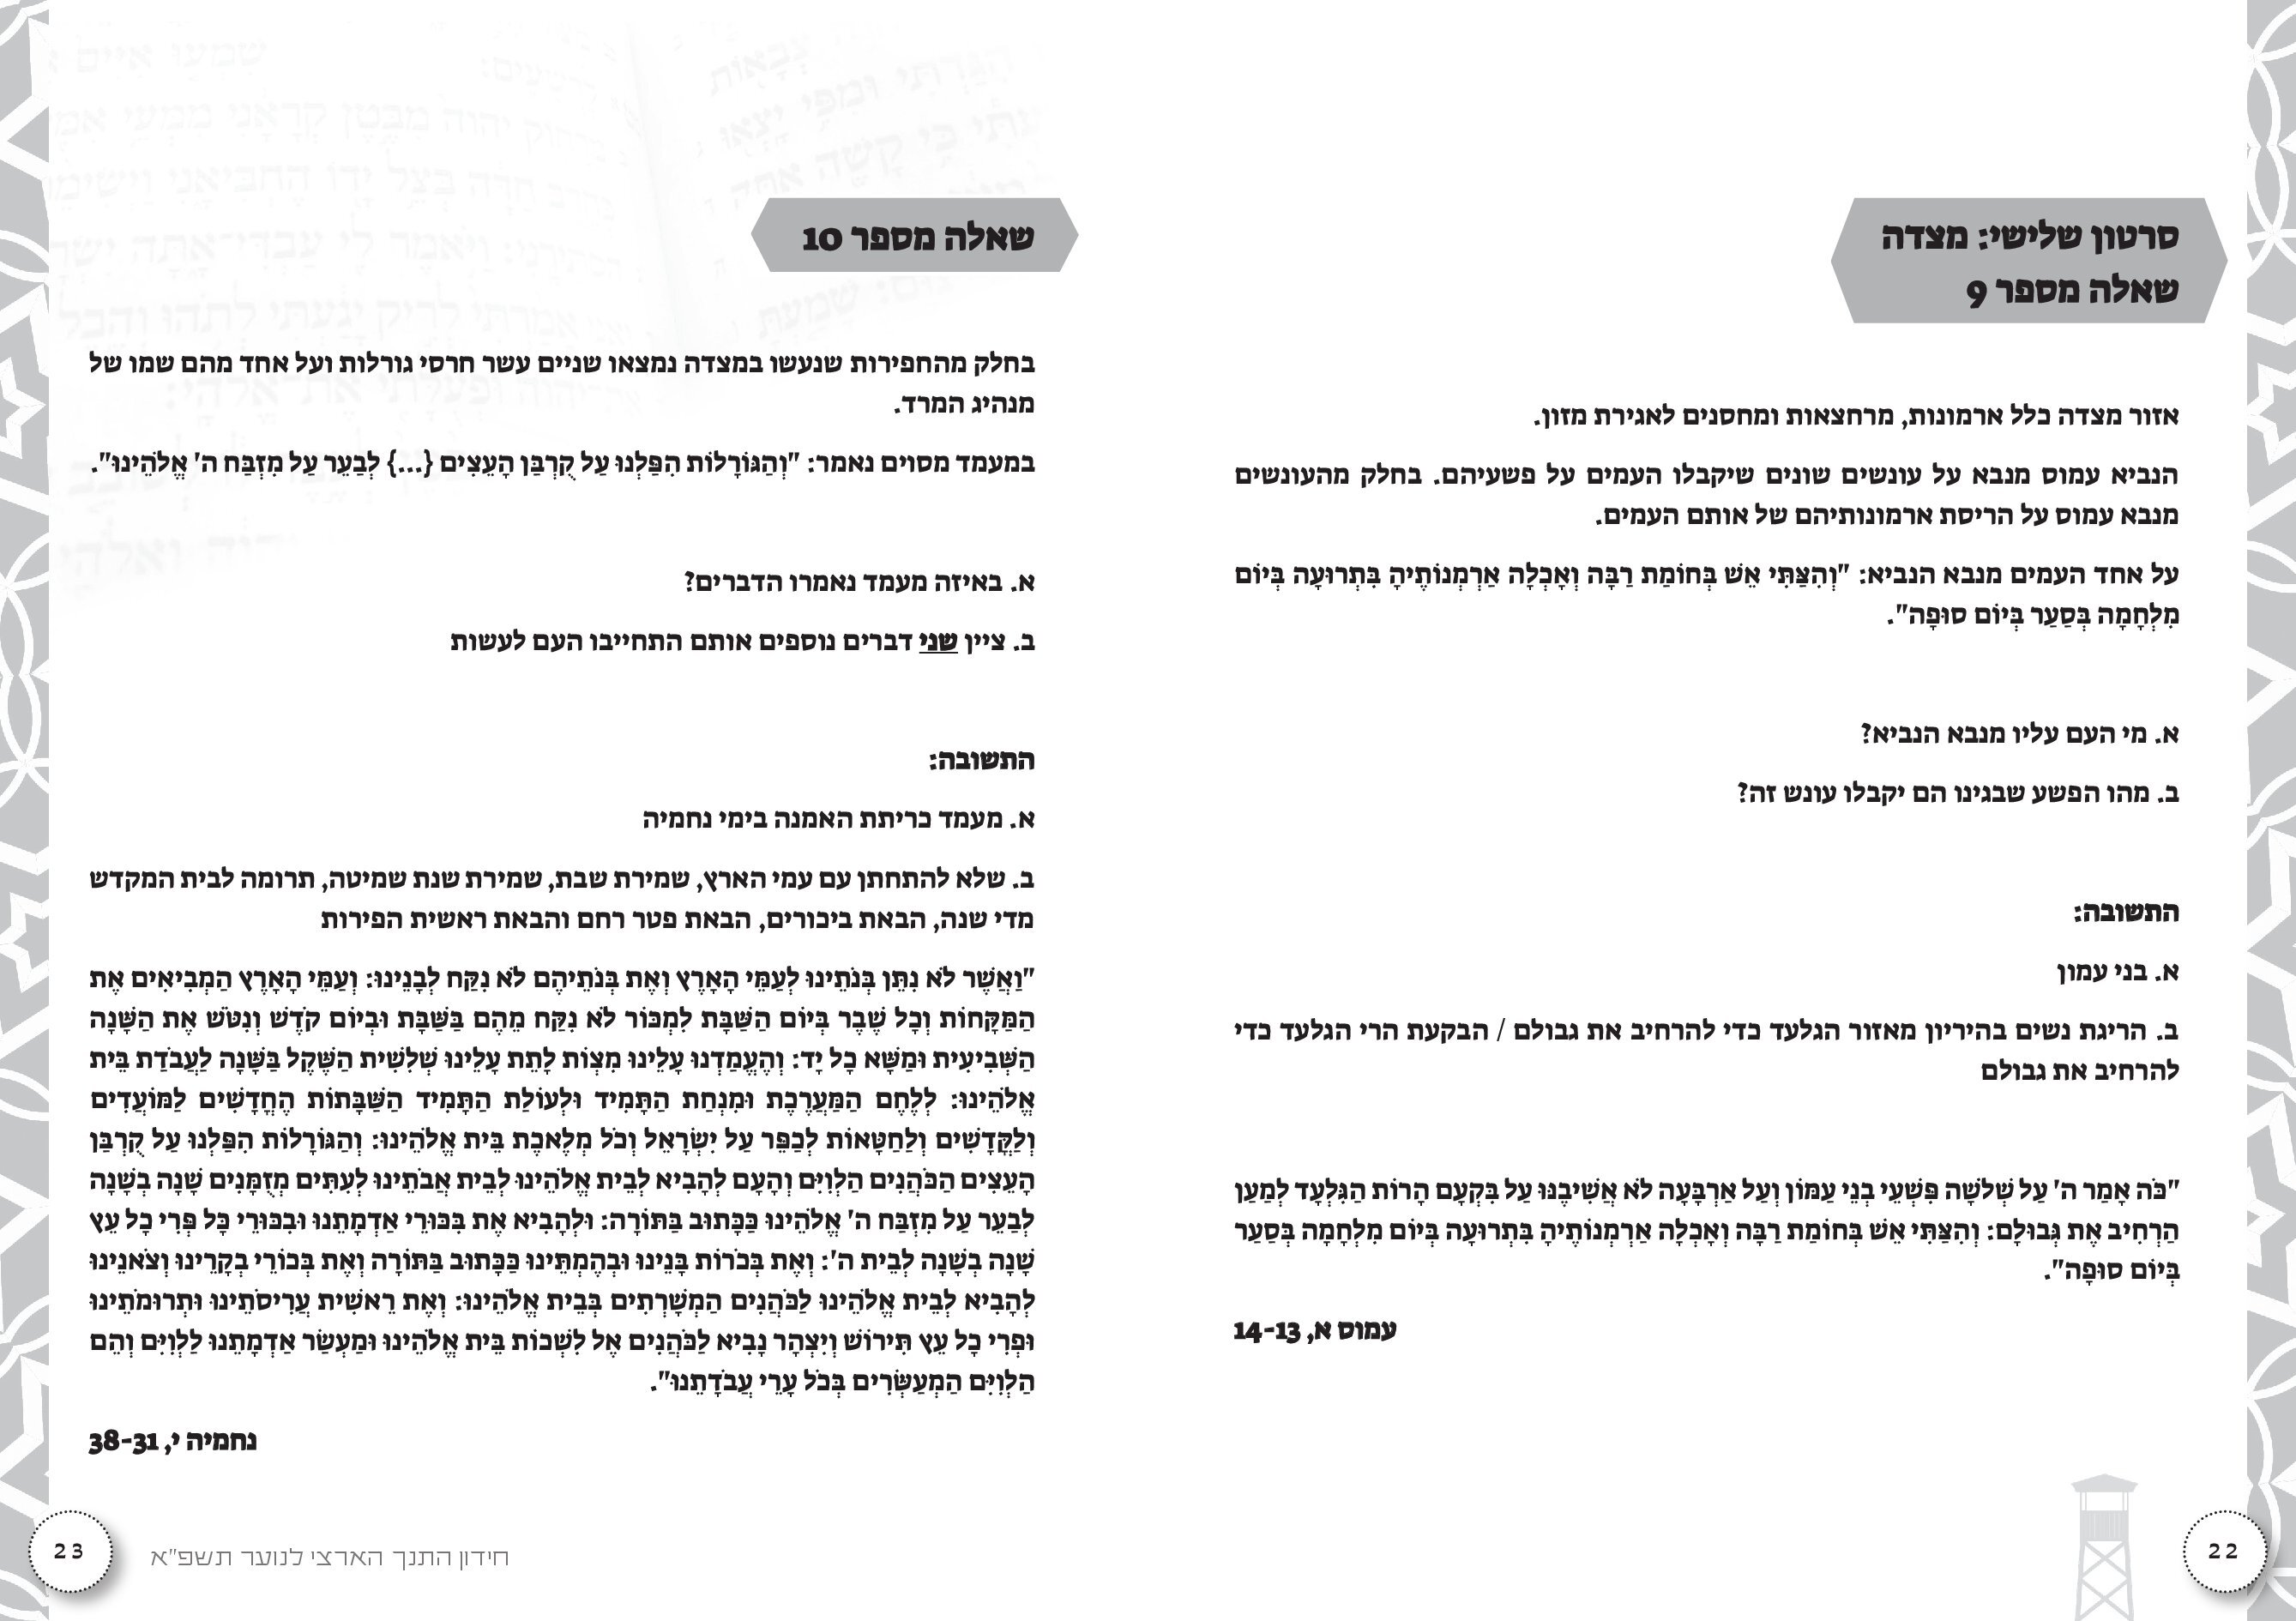 סרטון שלישי: מצדה
שאלה מספר 9
אזור מצדה כלל ארמונות, מרחצאות ומחסנים לאגירת מזון.
הנביא עמוס מנבא על עונשים שונים שיקבלו העמים על פשעיהם. בחלק מהעונשים
מנבא עמוס על הריסת ארמונותיהם של אותם העמים.
על אחד העמים מנבא הנביא: "וְהִצַּתִּי אֵשׁ בְּחוֹמַת רַבָּה וְאָכְלָה אַרְמְנוֹתֶיהָ בִּתְרוּעָה בְּיוֹם
מִלְחָמָה בְּסַעַר בְּיוֹם סוּפָה".
א. מי העם עליו מנבא הנביא?
ב. מהו הפשע שבגינו הם יקבלו עונש זה?
התשובה:
א. בני עמון
ב. הריגת נשים בהיריון מאזור הגלעד כדי להרחיב את גבולם / הבקעת הרי הגלעד כדי
להרחיב את גבולם
"כֹּה אָמַר ה' עַל שְׁלֹשָׁה פִּשְׁעֵי בְנֵי עַמּוֹן וְעַל אַרְבָּעָה לֹא אֲשִׁיבֶנּוּ עַל בִּקְעָם הָרוֹת הַגִּלְעָד לְמַעַן
הַרְחִיב אֶת גְּבוּלָם: וְהִצַּתִּי אֵשׁ בְּחוֹמַת רַבָּה וְאָכְלָה אַרְמְנוֹתֶיהָ בִּתְרוּעָה בְּיוֹם מִלְחָמָה בְּסַעַר
בְּיוֹם סוּפָה".
עמוס א, 14-13
22
שאלה מספר 10
בחלק מהחפירות שנעשו במצדה נמצאו שניים עשר חרסי גורלות ועל אחד מהם שמו של
מנהיג המרד.
במעמד מסוים נאמר: "וְהַגּוֹרָלוֹת הִפַּלְנוּ עַל קֻרְבַּן הָעֵצִים {...} לְבַעֵר עַל מִזְבַּח ה' אֱלֹהֵינוּ".
א. באיזה מעמד נאמרו הדברים?
ב. ציין שני דברים נוספים אותם התחייבו העם לעשות
התשובה:
א. מעמד כריתת האמנה בימי נחמיה
ב. שלא להתחתן עם עמי הארץ, שמירת שבת, שמירת שנת שמיטה, תרומה לבית המקדש
מדי שנה, הבאת ביכורים, הבאת פטר רחם והבאת ראשית הפירות
"וַאֲשֶׁר לֹא נִתֵּן בְּנֹתֵינוּ לְעַמֵּי הָאָרֶץ וְאֶת בְּנֹתֵיהֶם לֹא נִקַּח לְבָנֵינוּ: וְעַמֵּי הָאָרֶץ הַמְבִיאִים אֶת
הַמַּקָּחוֹת וְכָל שֶׁבֶר בְּיוֹם הַשַּׁבָּת לִמְכּוֹר לֹא נִקַּח מֵהֶם בַּשַּׁבָּת וּבְיוֹם קֹדֶשׁ וְנִטֹּשׁ אֶת הַשָּׁנָה
הַשְּׁבִיעִית וּמַשָּׁא כָל יָד: וְהֶעֱמַדְנוּ עָלֵינוּ מִצְוֹת לָתֵת עָלֵינוּ שְׁלִשִׁית הַשֶּׁקֶל בַּשָּׁנָה לַעֲבֹדַת בֵּית
אֱלֹהֵינוּ: לְלֶחֶם הַמַּעֲרֶכֶת וּמִנְחַת הַתָּמִיד וּלְעוֹלַת הַתָּמִיד הַשַּׁבָּתוֹת הֶחֳדָשִׁים לַמּוֹעֲדִים
וְלַקֳּדָשִׁים וְלַחַטָּאוֹת לְכַפֵּר עַל יִשְׂרָאֵל וְכֹל מְלֶאכֶת בֵּית אֱלֹהֵינוּ: וְהַגּוֹרָלוֹת הִפַּלְנוּ עַל קֻרְבַּן
הָעֵצִים הַכֹּהֲנִים הַלְוִיִּם וְהָעָם לְהָבִיא לְבֵית אֱלֹהֵינוּ לְבֵית אֲבֹתֵינוּ לְעִתִּים מְזֻמָּנִים שָׁנָה בְשָׁנָה
לְבַעֵר עַל מִזְבַּח ה' אֱלֹהֵינוּ כַּכָּתוּב בַּתּוֹרָה: וּלְהָבִיא אֶת בִּכּוּרֵי אַדְמָתֵנוּ וּבִכּוּרֵי כָּל פְּרִי כָל עֵץ
שָׁנָה בְשָׁנָה לְבֵית ה': וְאֶת בְּכֹרוֹת בָּנֵינוּ וּבְהֶמְתֵּינוּ כַּכָּתוּב בַּתּוֹרָה וְאֶת בְּכוֹרֵי בְקָרֵינוּ וְצֹאנֵינוּ
לְהָבִיא לְבֵית אֱלֹהֵינוּ לַכֹּהֲנִים הַמְשָׁרְתִים בְּבֵית אֱלֹהֵינוּ: וְאֶת רֵאשִׁית עֲרִיסֹתֵינוּ וּתְרוּמֹתֵינוּ
וּפְרִי כָל עֵץ תִּירוֹשׁ וְיִצְהָר נָבִיא לַכֹּהֲנִים אֶל לִשְׁכוֹת בֵּית אֱלֹהֵינוּ וּמַעְשַׂר אַדְמָתֵנוּ לַלְוִיִּם וְהֵם
הַלְוִיִּם הַמְעַשְּׂרִים בְּכֹל עָרֵי עֲבֹדָתֵנוּ".
נחמיה י, 38-31
חידון התנך הארצי לנוער תשפ"א
23